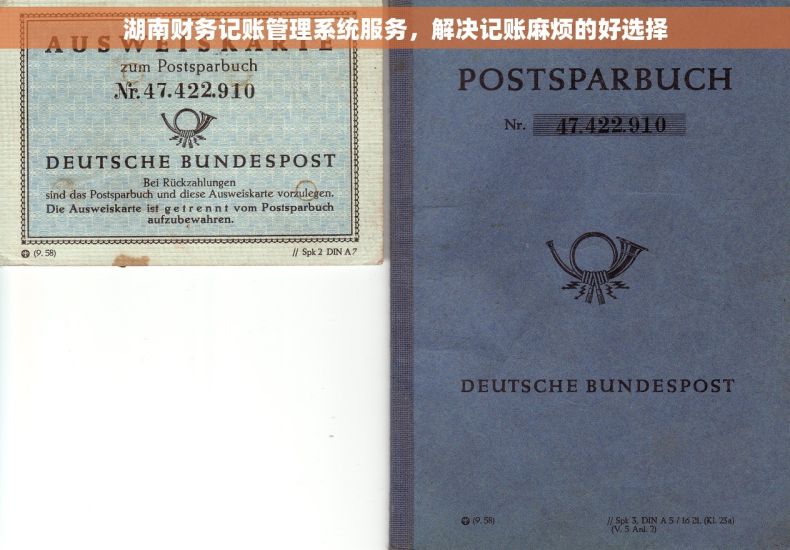 湖南财务记账管理系统服务，解决记账麻烦的好选择
AUSWEISKARTE
zum Postsparbuch
Nr. 47.422.910
DEUTSCHE BUNDESPOST
Bei Rückzahlungen
sind das Postsparbuch und diese Ausweiskarte vorzulegen.
Die Ausweiskarte ist getrennt vom Postsparbuch
aufzubewahren.
(9.58)
// Spk 2 DIN A 7
POSTSPARBUCH
Nr. 47.422.910
DEUTSCHE BUNDESPOST
(9.58)
// Spk 3, DIN A 5 / 16 Bl. (Kl. 23a)
(V, 5 Anl. 2)